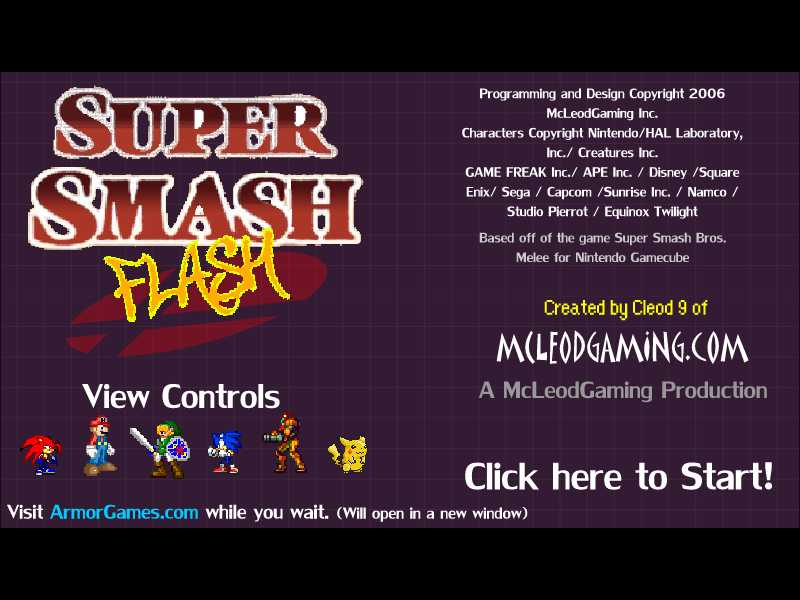 SUPER
SMASH
FLASH
Programming and Design Copyright 2006
McLeodGaming Inc.
Characters Copyright Nintendo/HAL Laboratory,
Inc./ Creatures Inc.
GAME FREAK Inc./ APE Inc. / Disney /Square
Enix/ Sega / Capcom /Sunrise Inc. / Namco /
Studio Pierrot / Equinox Twilight
Based off of the game Super Smash Bros.
Melee for Nintendo Gamecube
Created by Cleod 9 of
MCLEODGAMING.COM
A McLeodGaming Production
View Controls
Click here to Start!
Visit ArmorGames.com while you wait. (Will open in a new window)